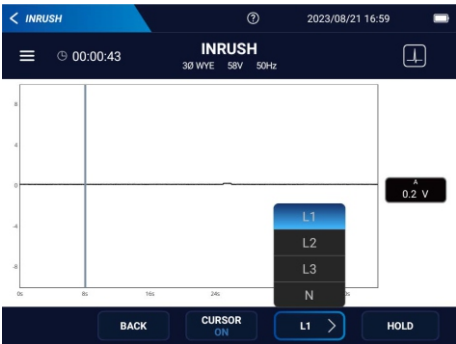 INRUSH
2023/08/21 16:59
00:00:43
INRUSH
3Ø WYE 58V 50Hz
8
4
0
-4
-8
0s 8s 16s 24s
A
0.2 V
L1
L2
L3
N
BACK
CURSOR
ON
L1
HOLD